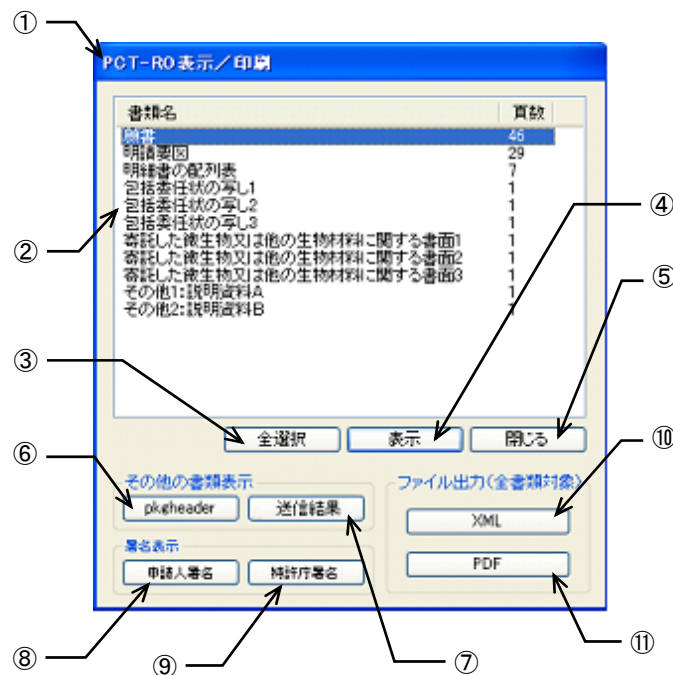 ①
PCT-RO表示／印刷
書類名 頁数
願書 46
明請要図 29
明細書の配列表 7
包括委任状の写し1 1
包括委任状の写し2 1
包括委任状の写し3 1
寄託した微生物又は他の生物材料に関する書面1 1
寄託した微生物又は他の生物材料に関する書面2 1
寄託した微生物又は他の生物材料に関する書面3 1
その他1:説明資料A 1
その他2:説明資料B 1
②
④
⑤
③
全選択 表示 閉じる
⑩
⑥
その他の書類表示
pkgheader 送信結果
ファイル出力(全書類対象)
XML
署名表示
申請人署名 特許庁署名
PDF
⑪
⑧
⑨
⑦